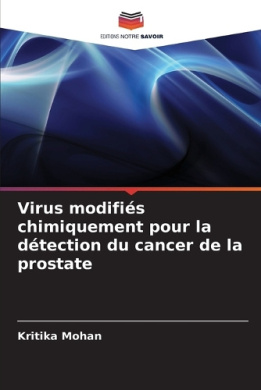 EDITIONS NOTRE SAVOIR
Virus modifiés
chimiquement pour la
détection du cancer de la
prostate
Kritika Mohan